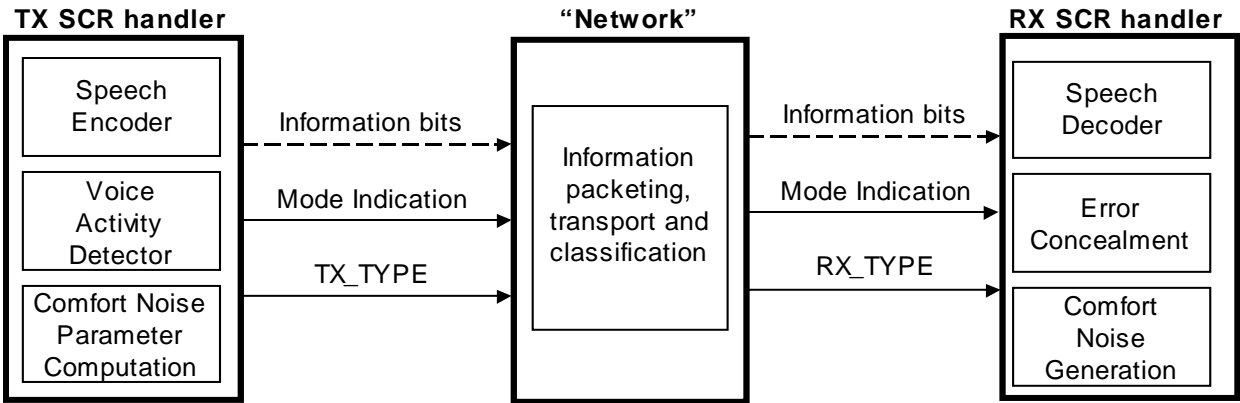 TX SCR handler
“Network”
RX SCR handler
Speech
Encoder
Voice
Activity
Detector
Comfort Noise
Parameter
Computation
Information bits
Mode Indication
TX_TYPE
Information
packeting,
transport and
classification
Information bits
Mode Indication
RX_TYPE
Speech
Decoder
Error
Concealment
Comfort
Noise
Generation